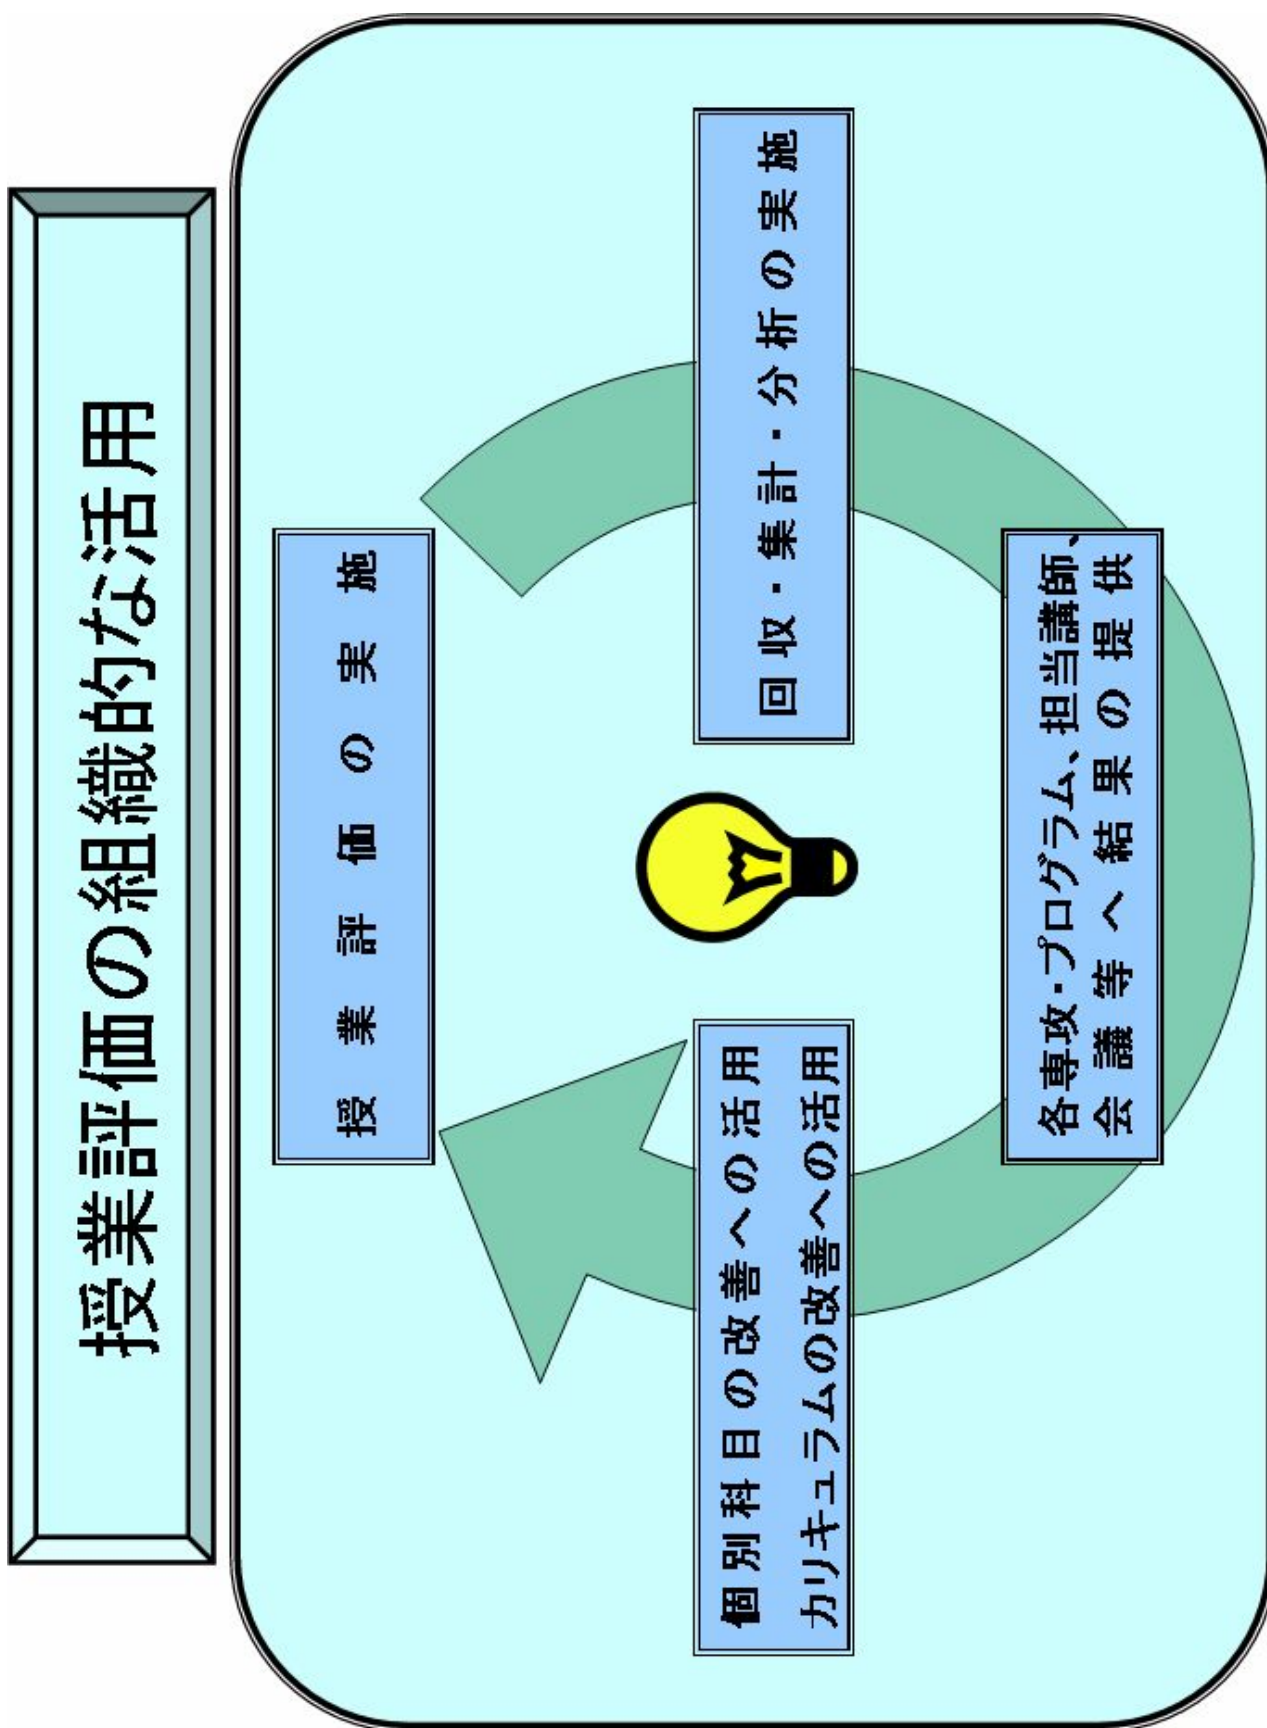 授業評価の組織的な活用
授業評価の実施
回収・集計・分析の実施
各専攻・プログラム、担当講師、
会議等へ結果の提供
個別科目の改善への活用
カリキュラムの改善への活用